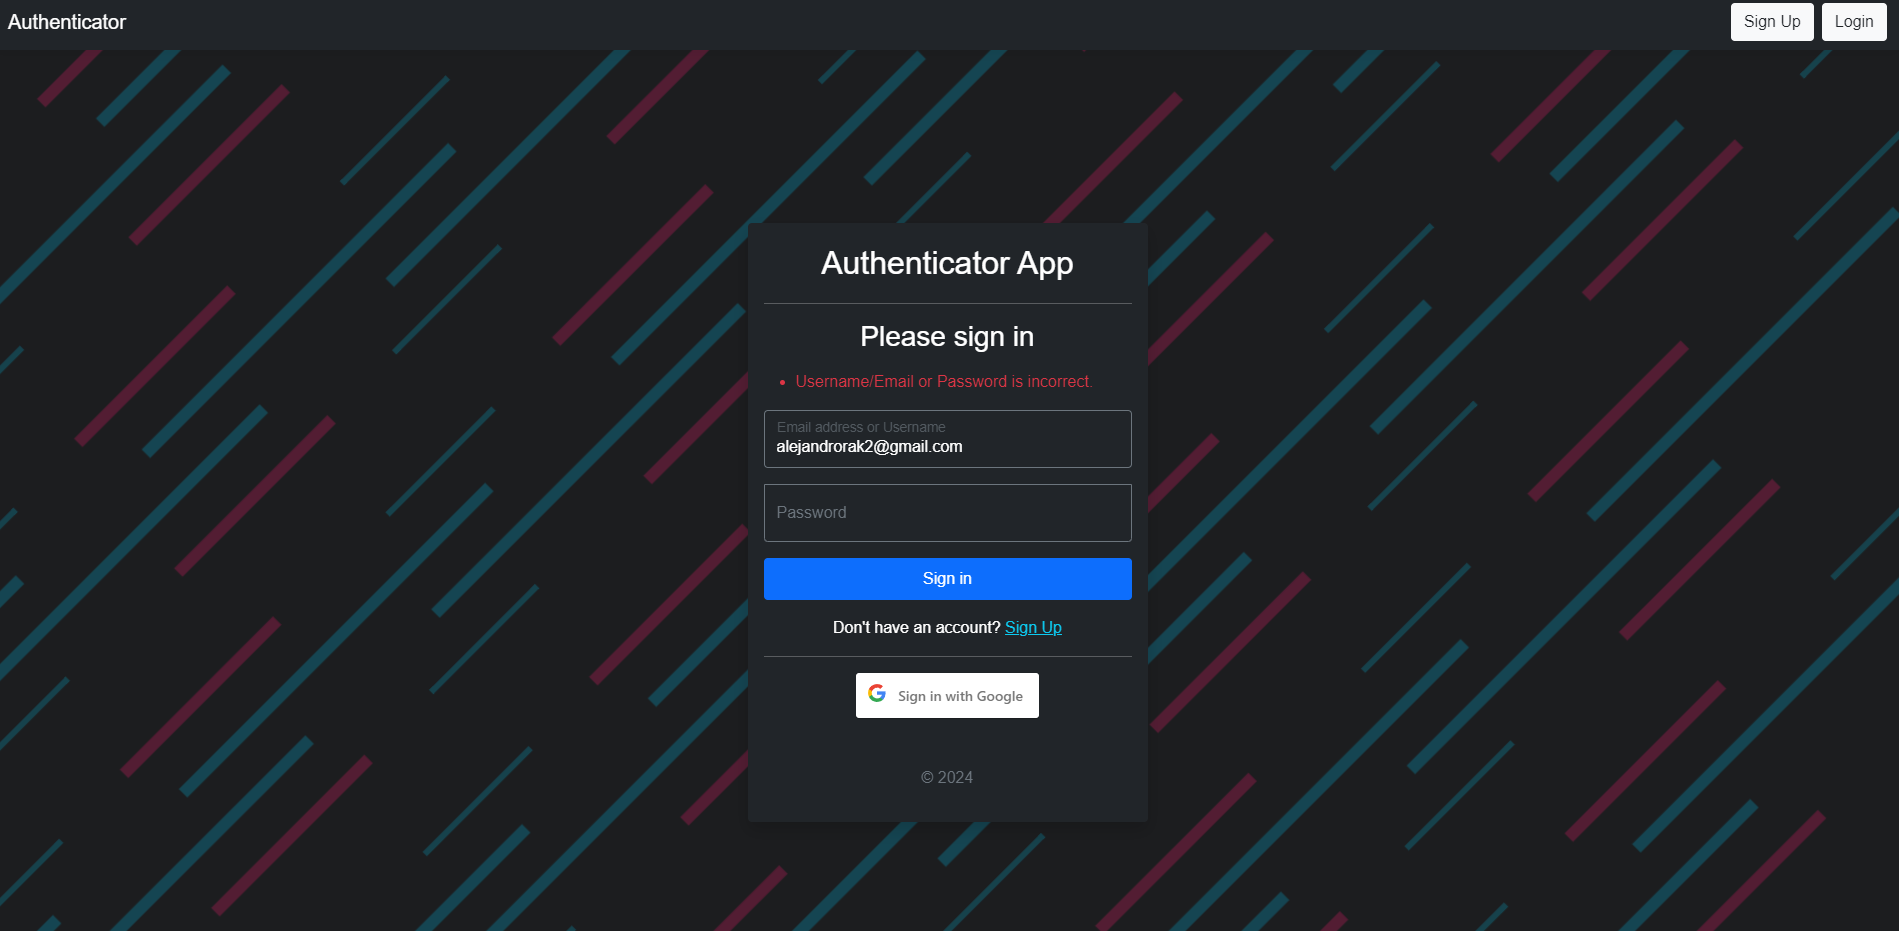 Authenticator
Sign Up
Login
Authenticator App
Please sign in
Username/Email or Password is incorrect.
Email address or Username
alejandrorak2@gmail.com
Password
Sign in
Don't have an account? Sign Up
Sign in with Google
© 2024